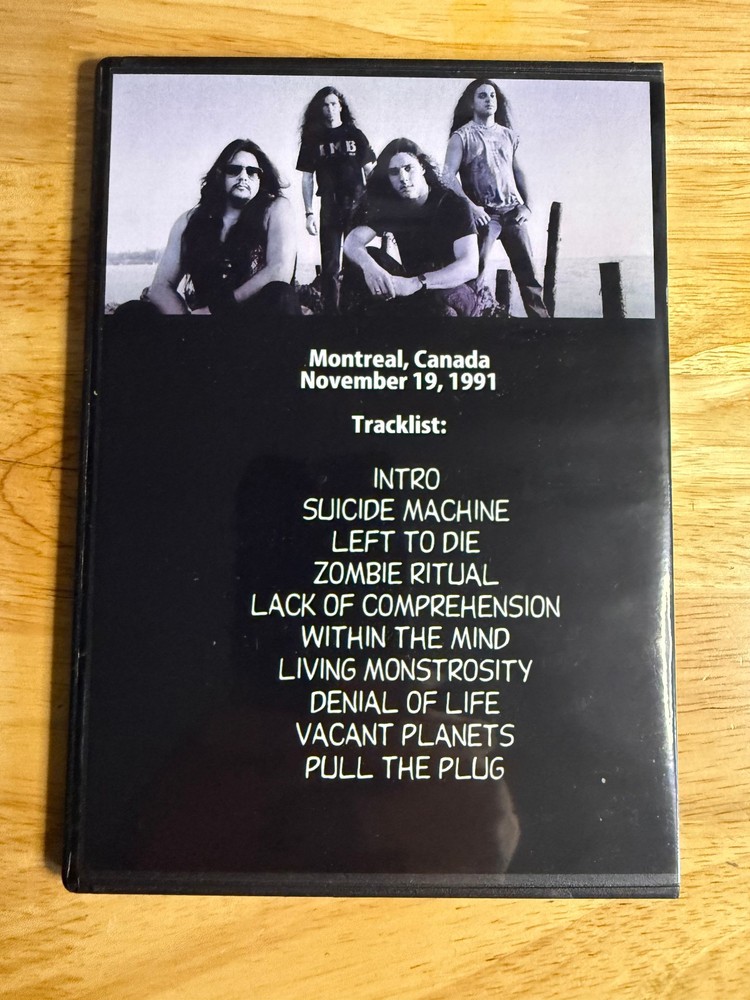 IMB
Montreal, Canada
November 19, 1991
Tracklist:
INTRO
SUICIDE MACHINE
LEFT TO DIE
ZOMBIE RITUAL
LACK OF COMPREHENSION
WITHIN THE MIND
LIVING MONSTROSITY
DENIAL OF LIFE
VACANT PLANETS
PULL THE PLUG